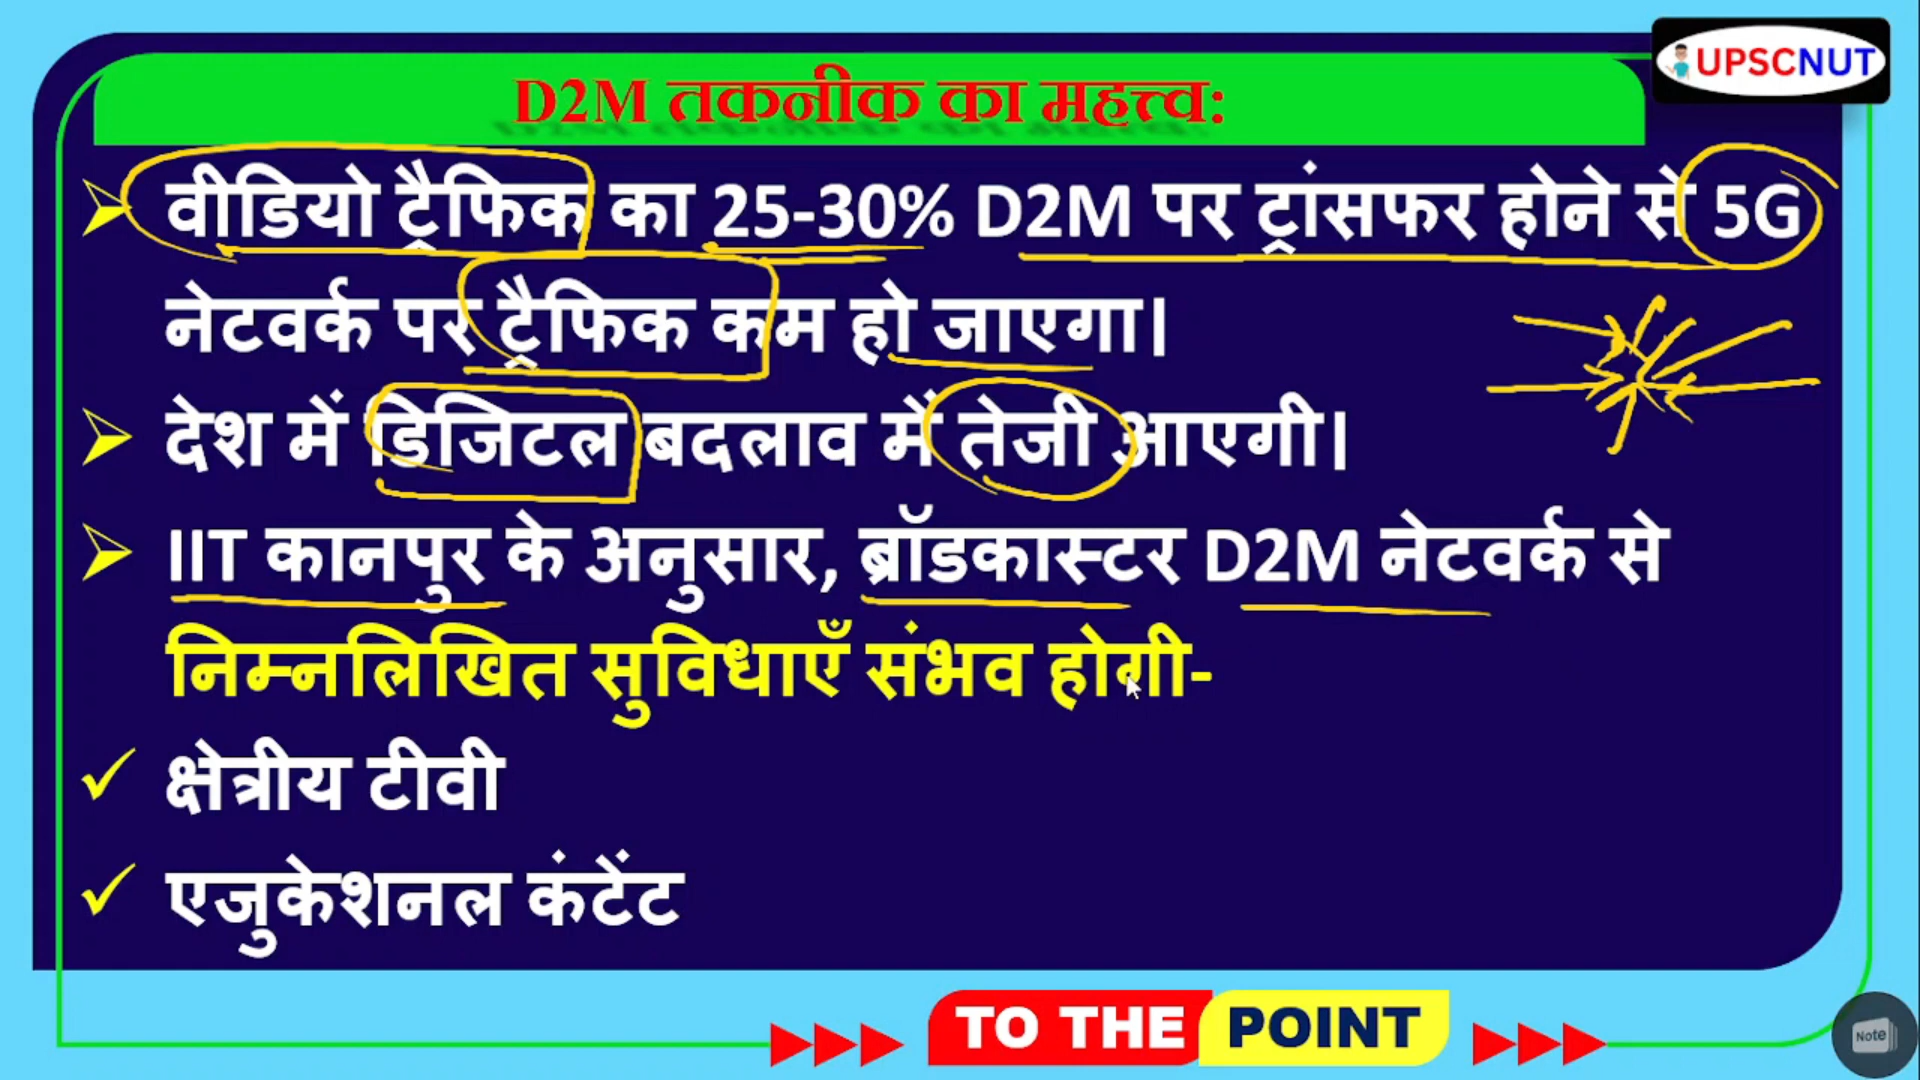 UPSCNUT
D2M तकनीक का महत्त्व:
वीडियो ट्रैफिक का 25-30% D2M पर ट्रांसफर होने से 5G
नेटवर्क पर ट्रैफिक कम हो जाएगा।
देश में डिजिटल बदलाव में तेजी आएगी।
IIT कानपुर के अनुसार, ब्रॉडकास्टर D2M नेटवर्क से
निम्नलिखित सुविधाएँ संभव होगी-
क्षेत्रीय टीवी
एजुकेशनल कंटेंट
TO THE POINT
Note